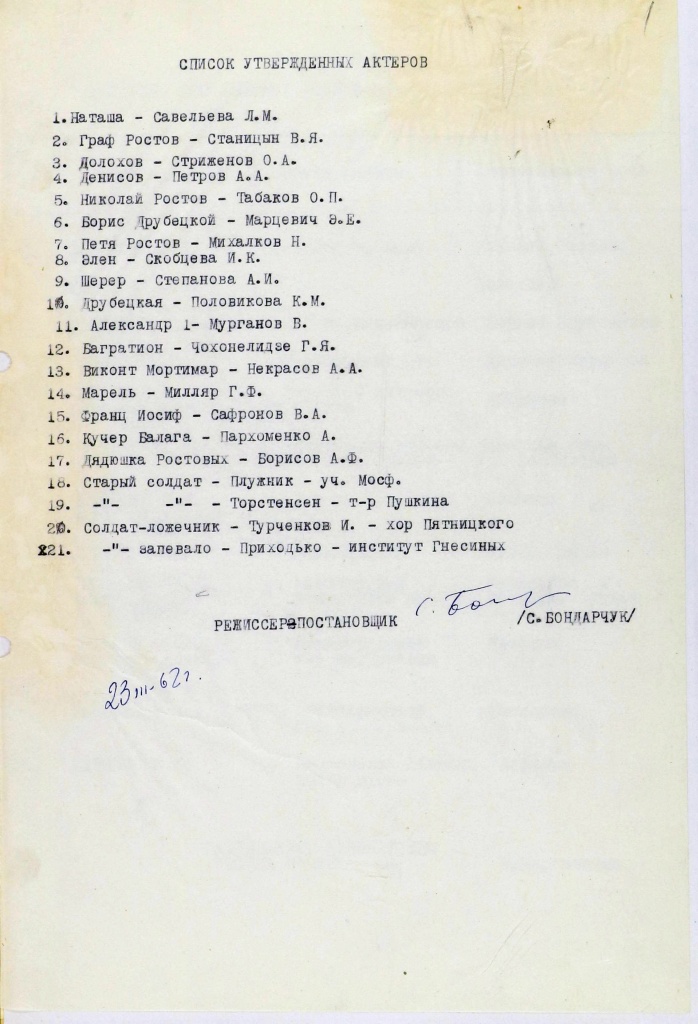 СПИСОК УТВЕРЖДЕННЫХ АКТЕРОВ
1. Наташа - Савельева Л.М.
2. Граф Ростов - Станицын В.Я.
3. Долохов - Стриженов О.А.
4. Денисов - Петров А.А.
5. Николай Ростов - Табаков О.П.
6. Борис Друбецкой - Марцевич Э.Е.
7. Петя Ростов - Михалков Н.
8. Элен - Скобцева И.К.
9. Шерер - Степанова А.И.
10. Друбецкая - Половикова К.М.
11. Александр 1- Мурганов В.
12. Багратион - Чохонелидзе Г.Я.
13. Виконт Мортимар - Некрасов А.А.
14. Марель - Милляр Г.Ф.
15. Франц Иосиф - Сафронов В.А.
16. Кучер Балага - Пархоменко А.
17. Дядюшка Ростовых - Борисов А.Ф.
18. Старый солдат - Плужник - уч. Мосф.
19. -"- -"- - Торстенсен - т-р Пушкина
20. Солдат-ложечник - Турченков И. - хор Пятницкого
221. -"- запевало - Приходько - институт Гнесиных
РЕЖИССЕР-ПОСТАНОВЩИК С. Бон /С.БОНДАРЧУК/
23 III-62 г.